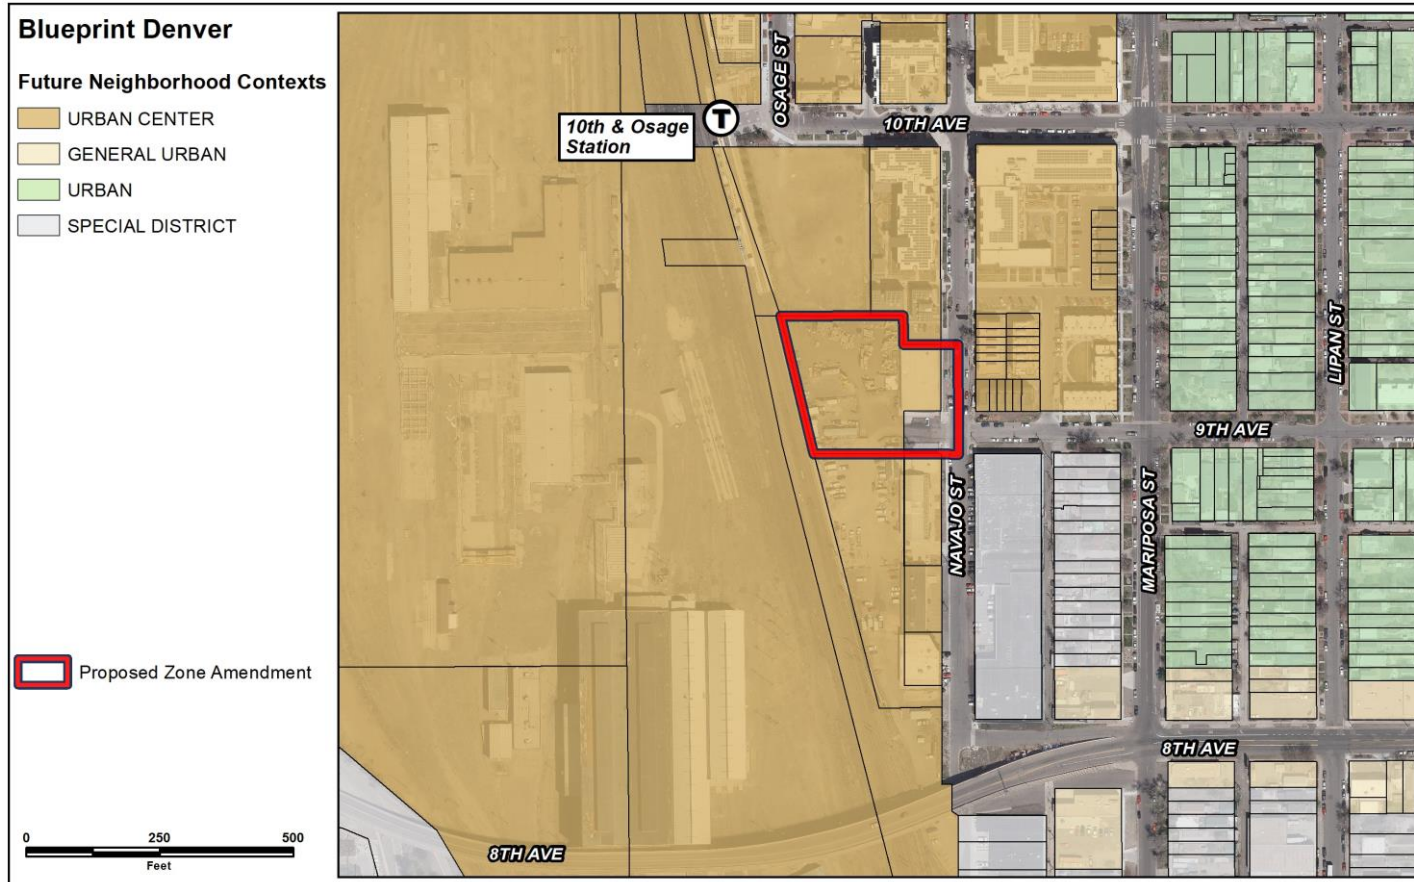 Blueprint Denver
Future Neighborhood Contexts
URBAN CENTER
GENERAL URBAN
URBAN
SPECIAL DISTRICT
Proposed Zone Amendment
0 250 500
Feet
OSAGE ST
T
10th & Osage
Station
10TH AVE
LIPAN ST
9TH AVE
NAVAJO ST
MARIPOSA ST
8TH AVE
8TH AVE